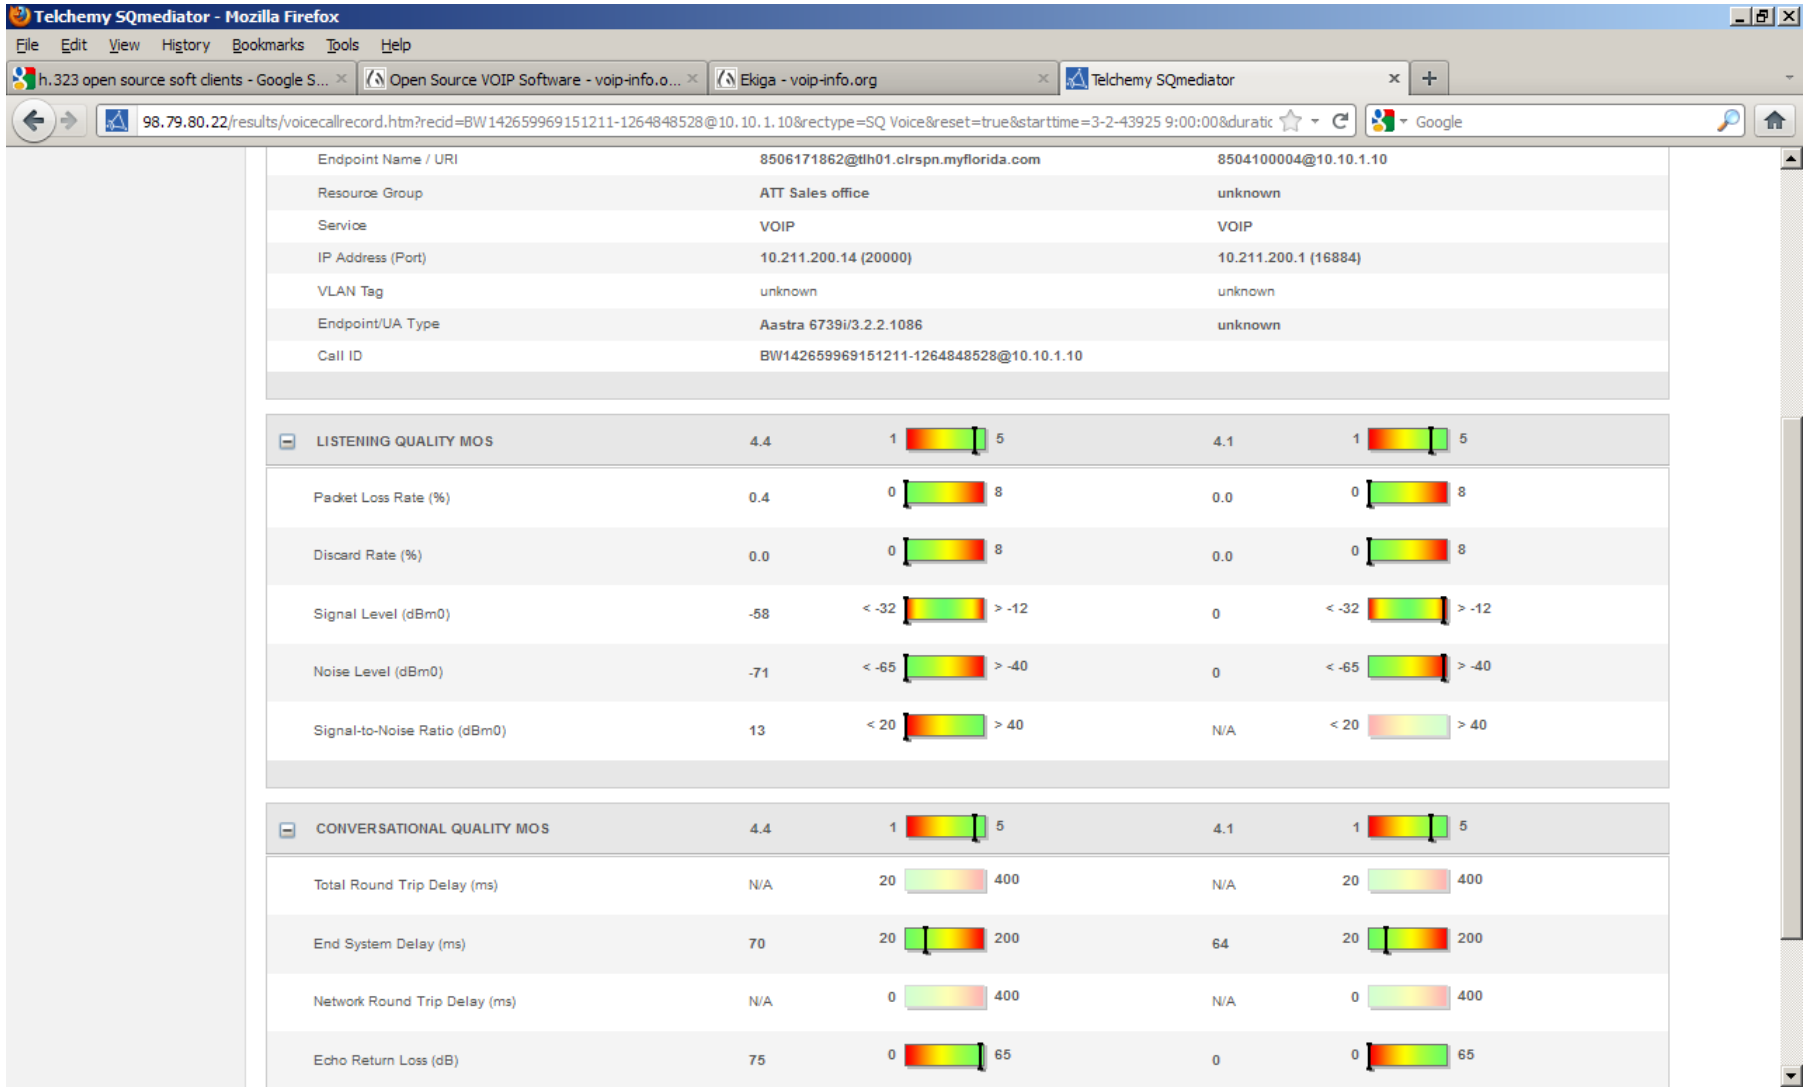 Telchemy SQmediator - Mozilla Firefox
File Edit View History Bookmarks Tools Help
h.323 open source soft clients - Google S... × Open Source VOIP Software - voip-info.o... × Ekiga - voip-info.org × Telchemy SQmediator × +
98.79.80.22/results/voicecallrecord.htm?recid=BW142659969151211-1264848528@10.10.1.10&rectype=SQ Voice&reset=true&starttime=3-2-43925 9:00:00&duratic Google
Endpoint Name / URI 8506171862@tlh01.clrspn.myflorida.com 8504100004@10.10.1.10
Resource Group ATT Sales office unknown
Service VOIP VOIP
IP Address (Port) 10.211.200.14 (20000) 10.211.200.1 (16884)
VLAN Tag unknown unknown
Endpoint/UA Type Aastra 6739i/3.2.2.1086 unknown
Call ID BW142659969151211-1264848528@10.10.1.10
LISTENING QUALITY MOS 4.4 1 5 4.1 1 5
Packet Loss Rate (%) 0.4 0 8 0.0 0 8
Discard Rate (%) 0.0 0 8 0.0 0 8
Signal Level (dBm0) -58 < -32 > -12 0 < -32 > -12
Noise Level (dBm0) -71 < -65 > -40 0 < -65 > -40
Signal-to-Noise Ratio (dBm0) 13 < 20 > 40 N/A < 20 > 40
CONVERSATIONAL QUALITY MOS 4.4 1 5 4.1 1 5
Total Round Trip Delay (ms) N/A 20 400 N/A 20 400
End System Delay (ms) 70 20 200 64 20 200
Network Round Trip Delay (ms) N/A 0 400 N/A 0 400
Echo Return Loss (dB) 75 0 65 0 0 65